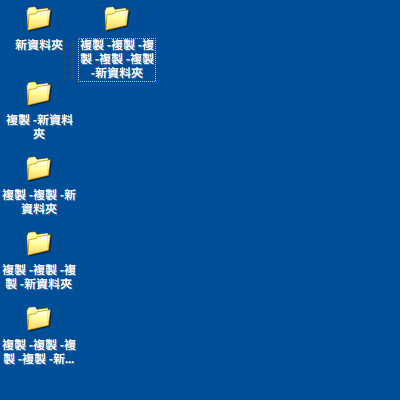 新資料夾
複製 -新資料
夾
複製 -複製 -新
資料夾
複製 -複製 -複
製 -新資料夾
複製 -複製 -複
製 -複製 -新...
複製 -複製 -複
製 -複製 -複製
-新資料夾